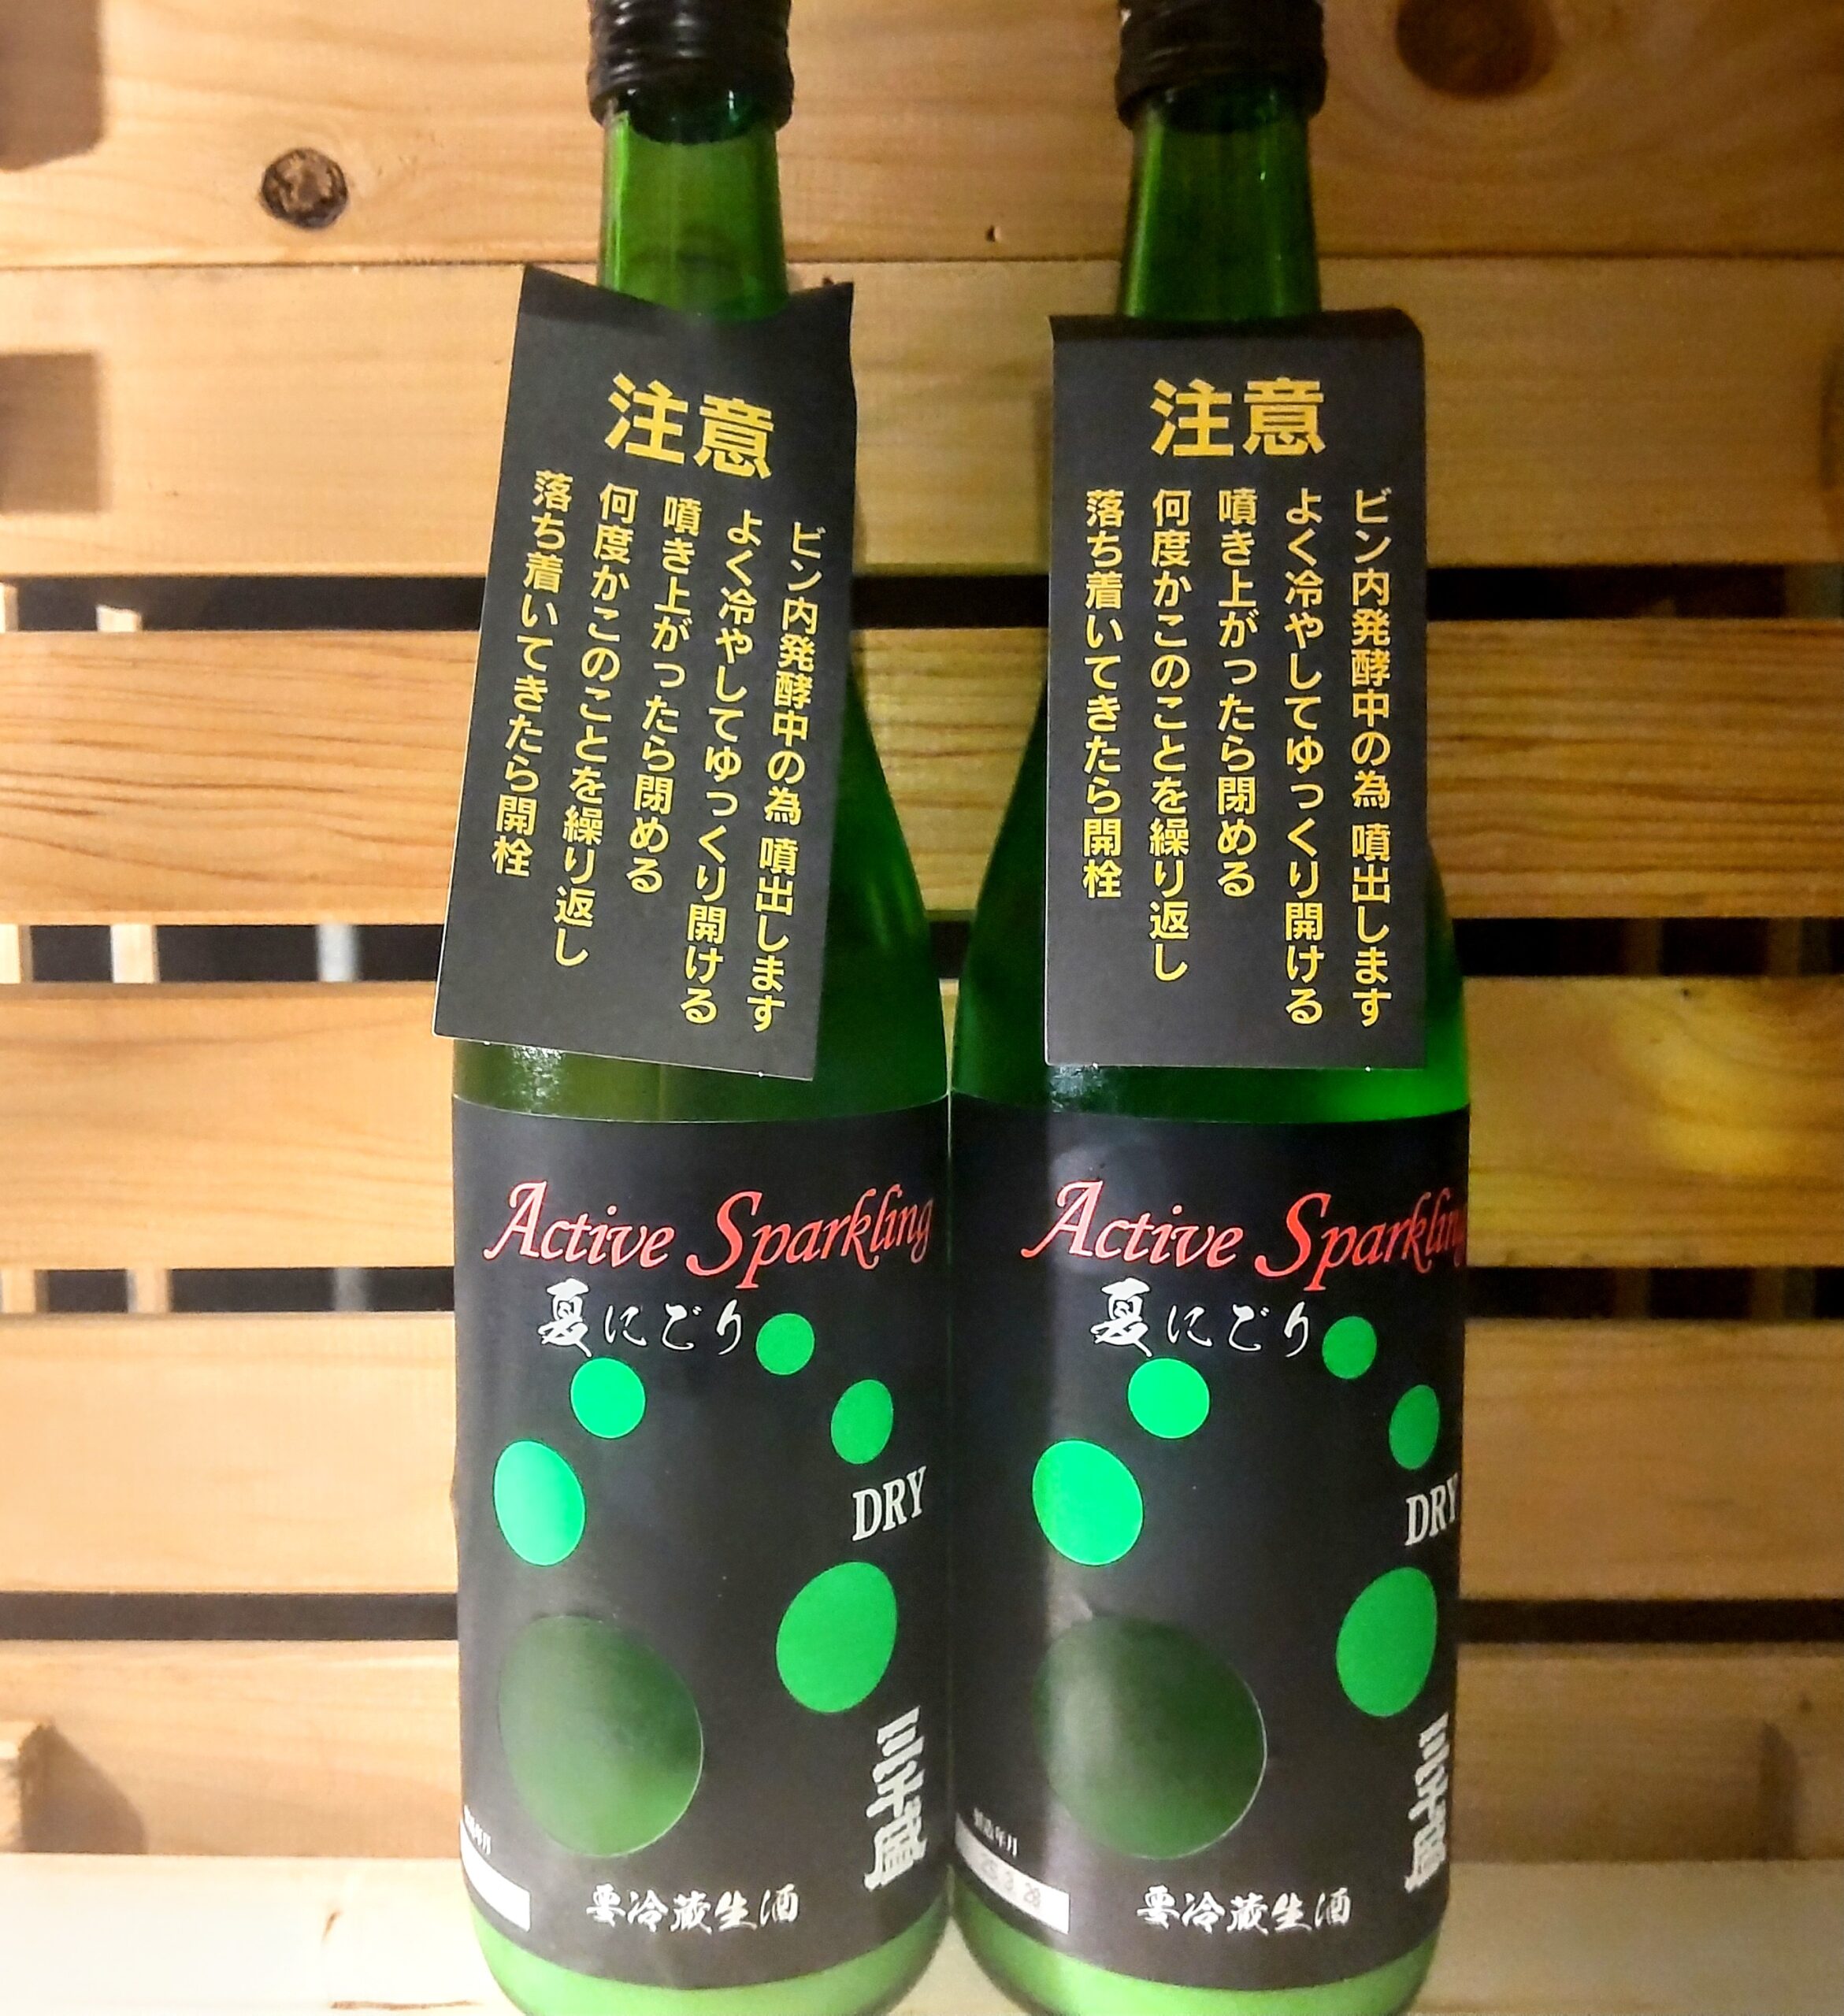 注意
ビン内発酵中の為 噴出します
よく冷やしてゆっくり開ける
噴き上がったら閉める
何度かこのことを繰り返し
落ち着いてきたら開栓
Active Sparkling
夏にごり
DRY
三千盛
要冷蔵生酒
注意
ビン内発酵中の為 噴出します
よく冷やしてゆっくり開ける
噴き上がったら閉める
何度かこのことを繰り返し
落ち着いてきたら開栓
Active Sparkling
夏にごり
DRY
三千盛
製造年月
要冷蔵生酒